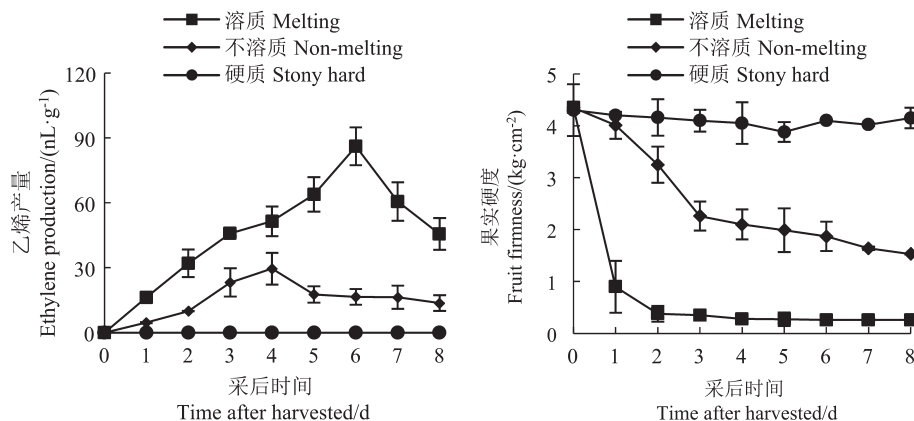 溶质 Melting
不溶质 Non-melting
硬质 Stony hard
120
90
60
30
0
乙烯产量
Ethylene production/(nL·g⁻¹)
0 1 2 3 4 5 6 7 8
采后时间
Time after harvested/d
溶质 Melting
不溶质 Non-melting
硬质 Stony hard
5
4
3
2
1
0
果实硬度
Fruit firmness/(kg·cm⁻²)
0 1 2 3 4 5 6 7 8
采后时间
Time after harvested/d